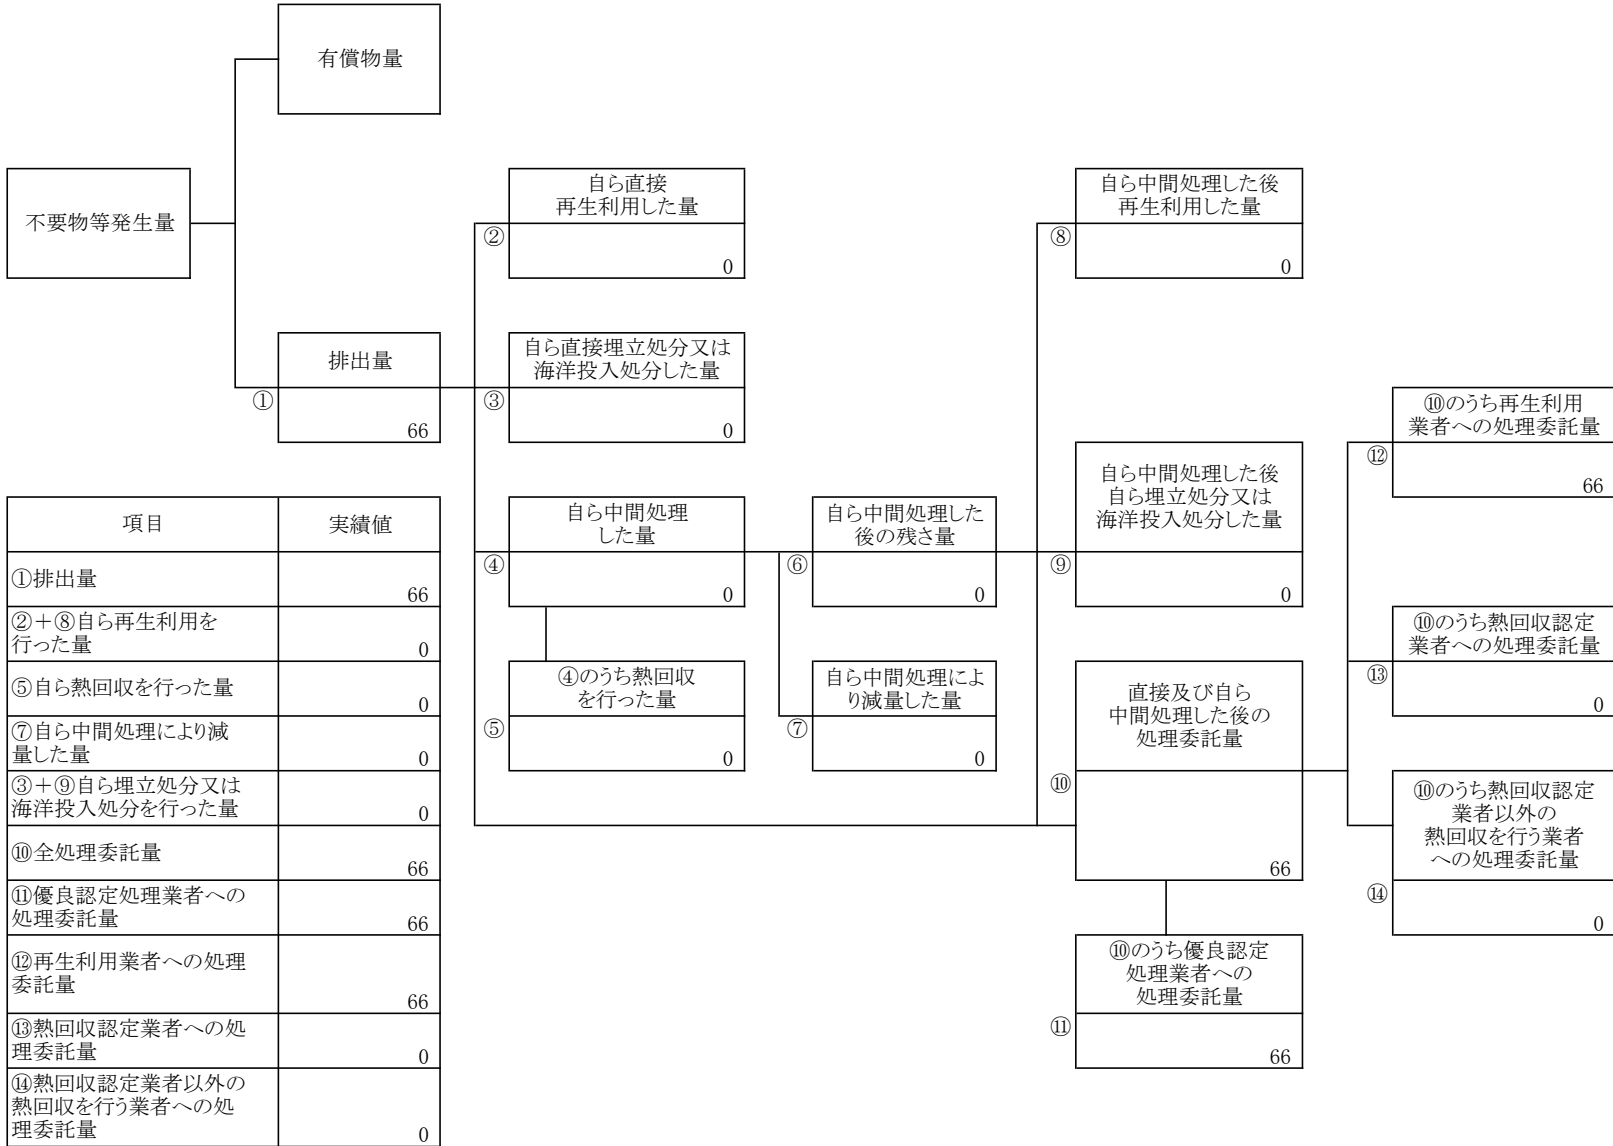 有償物量
不要物等発生量
自ら直接
再生利用した量
②
0
自ら中間処理した後
再生利用した量
⑧
0
排出量
①
66
自ら直接埋立処分又は
海洋投入処分した量
③
0
⑩のうち再生利用
業者への処理委託量
⑫
66
自ら中間処理
した量
④
0
自ら中間処理した
後の残さ量
⑥
0
自ら中間処理した後
自ら埋立処分又は
海洋投入処分した量
⑨
0
⑩のうち熱回収認定
業者への処理委託量
⑬
0
④のうち熱回収
を行った量
⑤
0
自ら中間処理によ
り減量した量
⑦
0
直接及び自ら
中間処理した後の
処理委託量
⑩
66
⑩のうち熱回収認定
業者以外の
熱回収を行う業者
への処理委託量
⑭
0
⑩のうち優良認定
処理業者への
処理委託量
⑪
66
項目 実績値
①排出量
66
②+⑧自ら再生利用を
行った量
0
⑤自ら熱回収を行った量
0
⑦自ら中間処理により減
量した量
0
③+⑨自ら埋立処分又は
海洋投入処分を行った量
0
⑩全処理委託量
66
⑪優良認定処理業者への
処理委託量
66
⑫再生利用業者への処理
委託量
66
⑬熱回収認定業者への処
理委託量
0
⑭熱回収認定業者以外の
熱回収を行う業者への処
理委託量
0